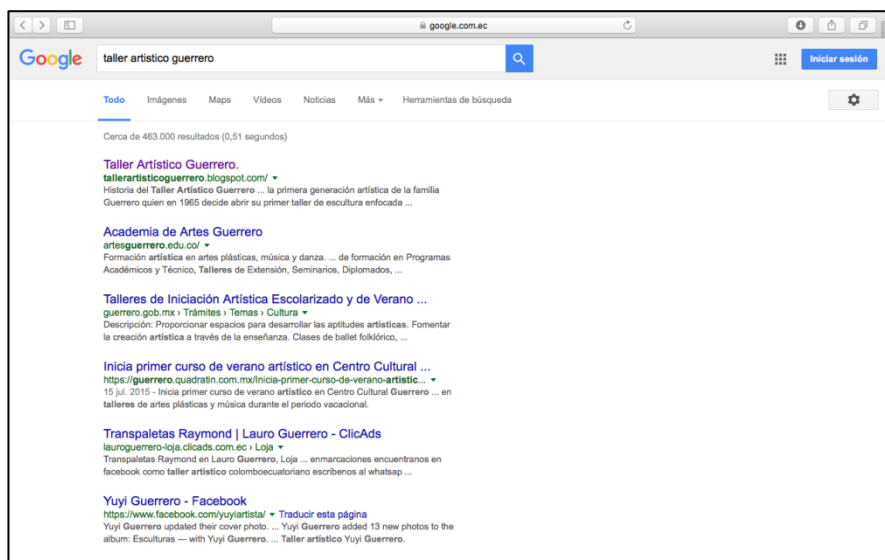 google.com.ec
Google
taller artistico guerrero
Iniciar sesión
Todo Imágenes Maps Vídeos Noticias Más Herramientas de búsqueda
Cerca de 463.000 resultados (0,51 segundos)
Taller Artístico Guerrero.
tallerartisticoguerrero.blogspot.com/
Historia del Taller Artístico Guerrero ... la primera generación artística de la familia
Guerrero quien en 1965 decide abrir su primer taller de escultura enfocada ...
Academia de Artes Guerrero
artesguerrero.edu.co/
Formación artística en artes plásticas, música y danza. ... de formación en Programas
Académicos y Técnico, Talleres de Extensión, Seminarios, Diplomados, ...
Talleres de Iniciación Artística Escolarizado y de Verano ...
guerrero.gob.mx › Trámites › Temas › Cultura
Descripción: Proporcionar espacios para desarrollar las aptitudes artísticas. Fomentar
la creación artística a través de la enseñanza. Clases de ballet folklórico, ...
Inicia primer curso de verano artístico en Centro Cultural ...
https://guerrero.quadratin.com.mx/Inicia-primer-curso-de-verano-artistic...
15 jul. 2015 - Inicia primer curso de verano artístico en Centro Cultural Guerrero ... en
talleres de artes plásticas y música durante el periodo vacacional.
Transpaletas Raymond | Lauro Guerrero - ClicAds
lauroguerrero-loja.clicads.com.ec › Loja
Transpaletas Raymond en Lauro Guerrero, Loja ... enmarcaciones encuentranos en
facebook como taller artistico colomboecuatoriano escribenos al whatsap ...
Yuyi Guerrero - Facebook
https://www.facebook.com/yuyiartista/ Traducir esta página
Yuyi Guerrero updated their cover photo. ... Yuyi Guerrero added 13 new photos to the
album: Esculturas — with Yuyi Guerrero. ... Taller artístico Yuyi Guerrero.